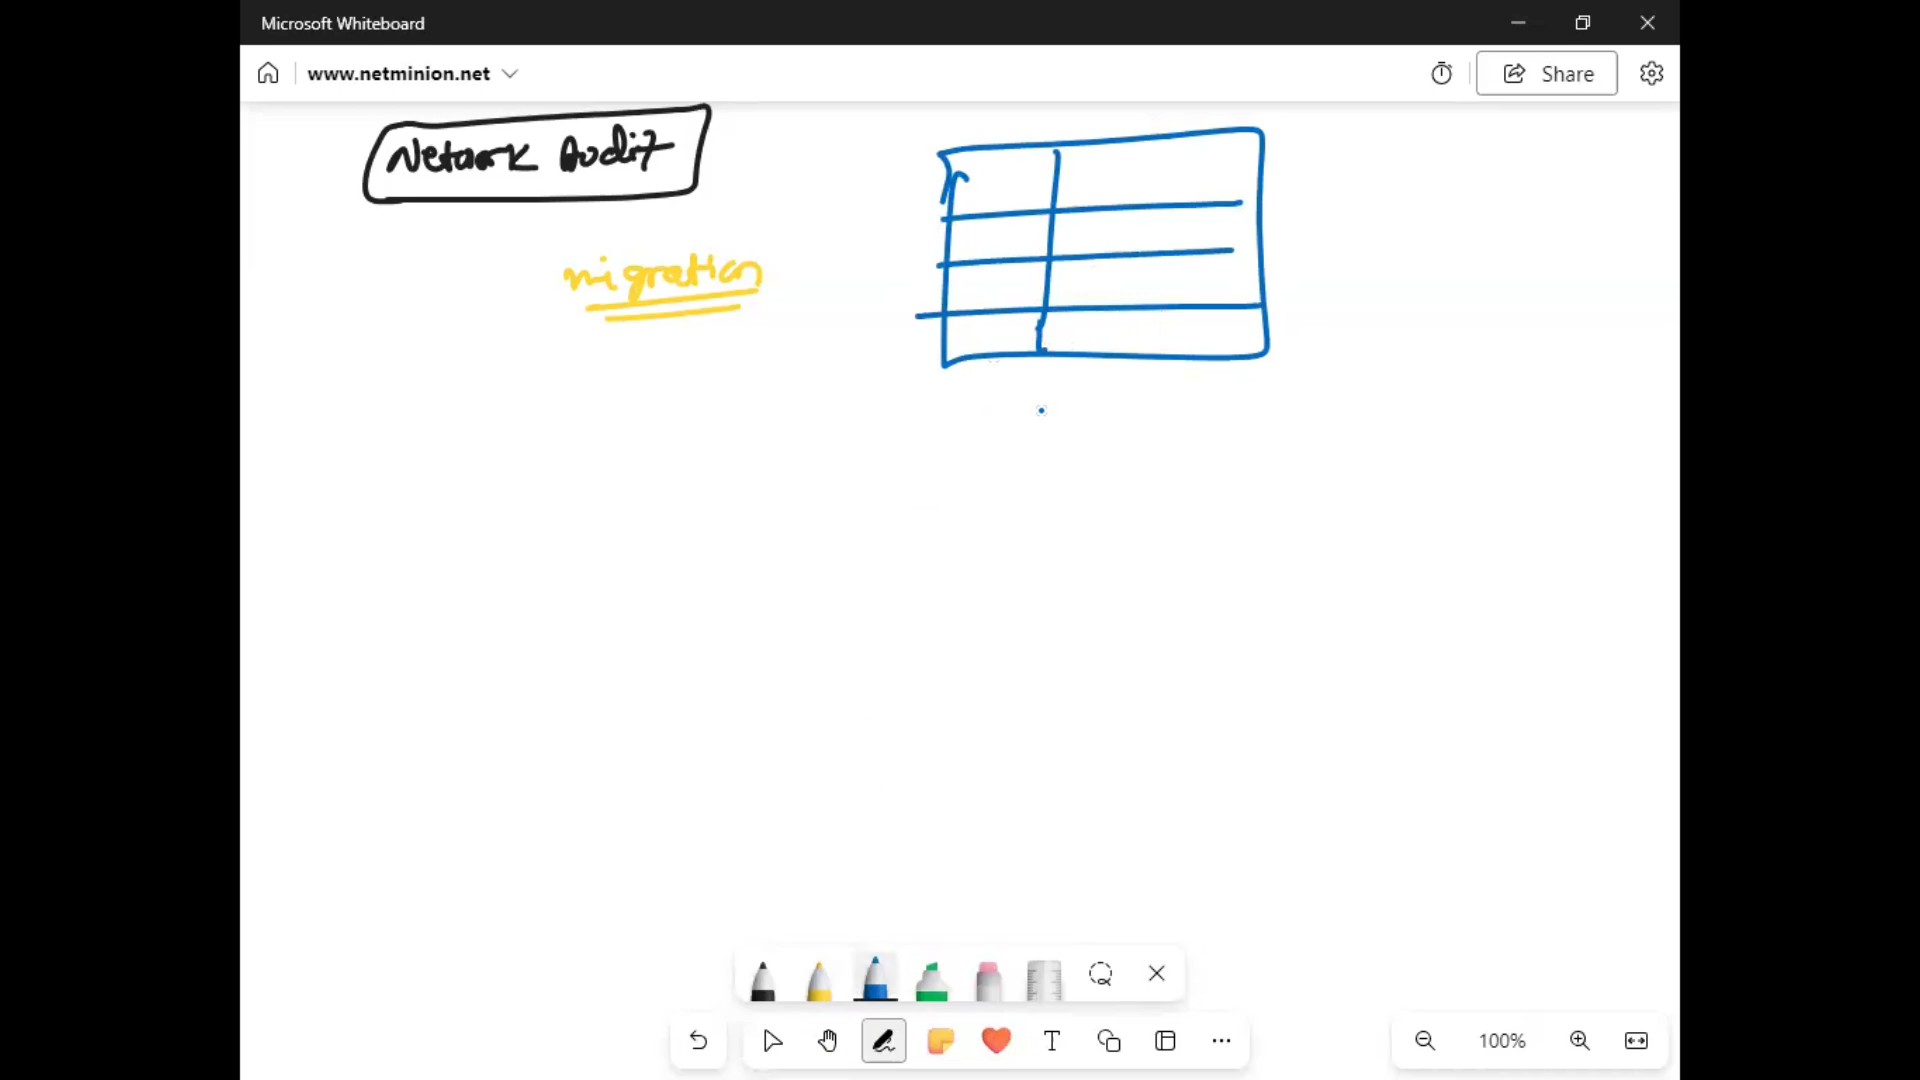 Microsoft Whiteboard
www.netminion.net
Share
Network Audit
migration
100%